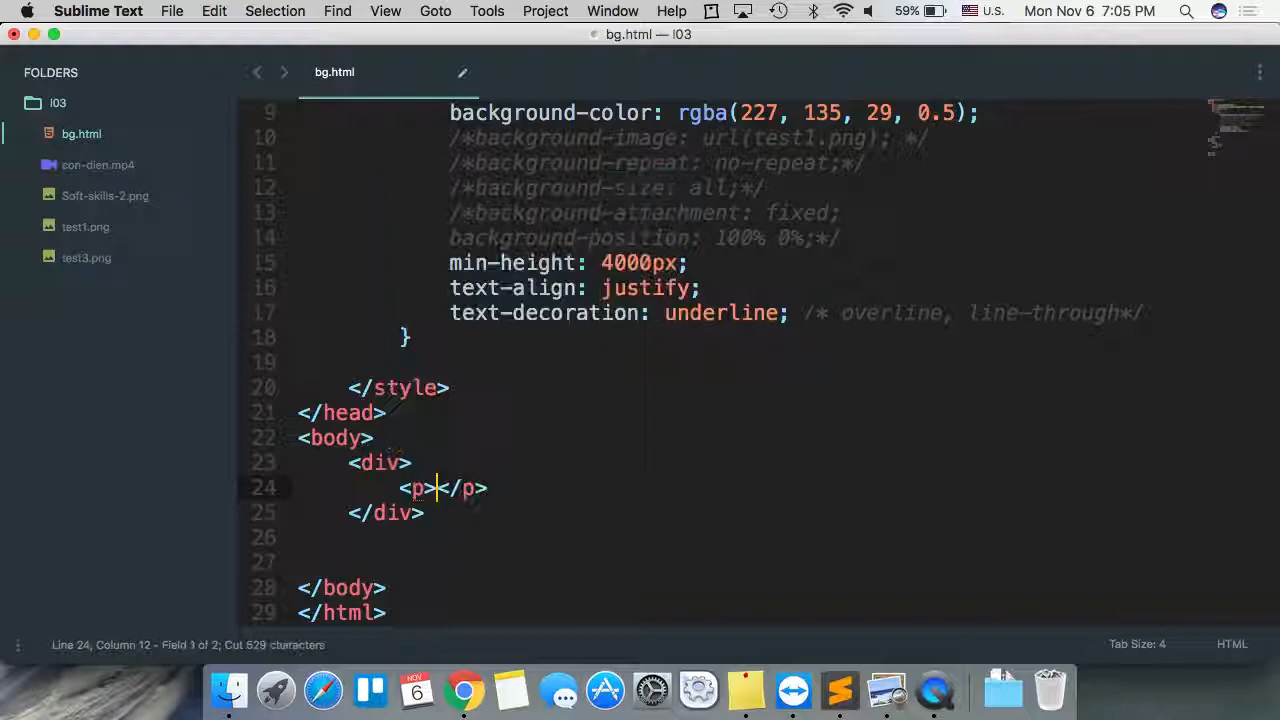 Sublime Text File Edit Selection Find View Goto Tools Project Window Help 59% U.S. Mon Nov 6 7:05 PM
bg.html — l03
FOLDERS
l03
bg.html
con-dien.mp4
Soft-skills-2.png
test1.png
test3.png
bg.html
9 background-color: rgba(227, 135, 29, 0.5);
10 /*background-image: url(test1.png); */
11 /*background-repeat: no-repeat;*/
12 /*background-size: all;*/
13 /*background-attachment: fixed;
14 background-position: 100% 0%;*/
15 min-height: 4000px;
16 text-align: justify;
17 text-decoration: underline; /* overline, line-through*/
18 }
19
20 </style>
21 </head>
22 <body>
23 <div>
24 <p></p>
25 </div>
26
27
28 </body>
29 </html>
Line 24, Column 12 - Field 1 of 2; Cut 529 characters Tab Size: 4 HTML
NOV
6